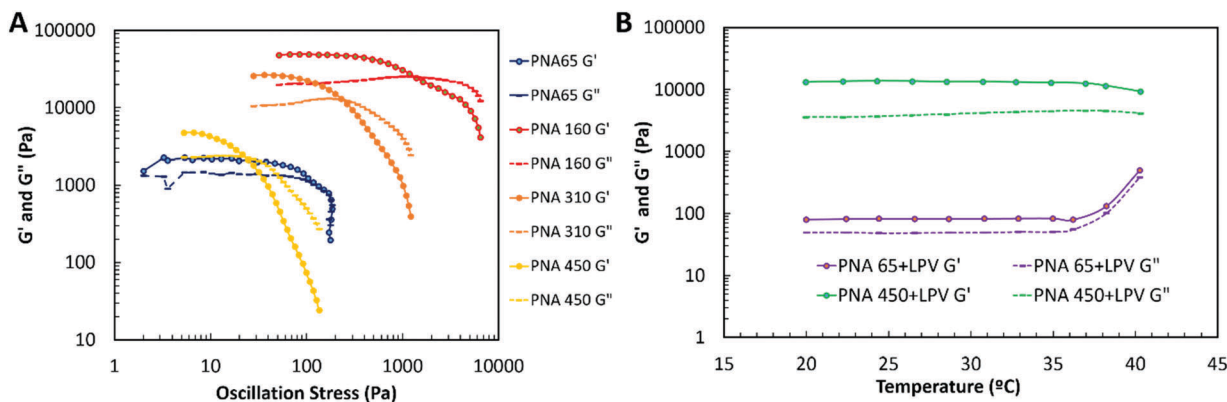 A
100000
10000
1000
100
10
G' and G" (Pa)
1
10
100
1000
10000
Oscillation Stress (Pa)
PNA65 G'
PNA65 G"
PNA 160 G'
PNA 160 G"
PNA 310 G'
PNA 310 G"
PNA 450 G'
PNA 450 G"
B
100000
10000
1000
100
10
1
G' and G" (Pa)
PNA 65+LPV G'
PNA 65+LPV G"
PNA 450+LPV G'
PNA 450+LPV G"
15
20
25
30
35
40
45
Temperature (ºC)